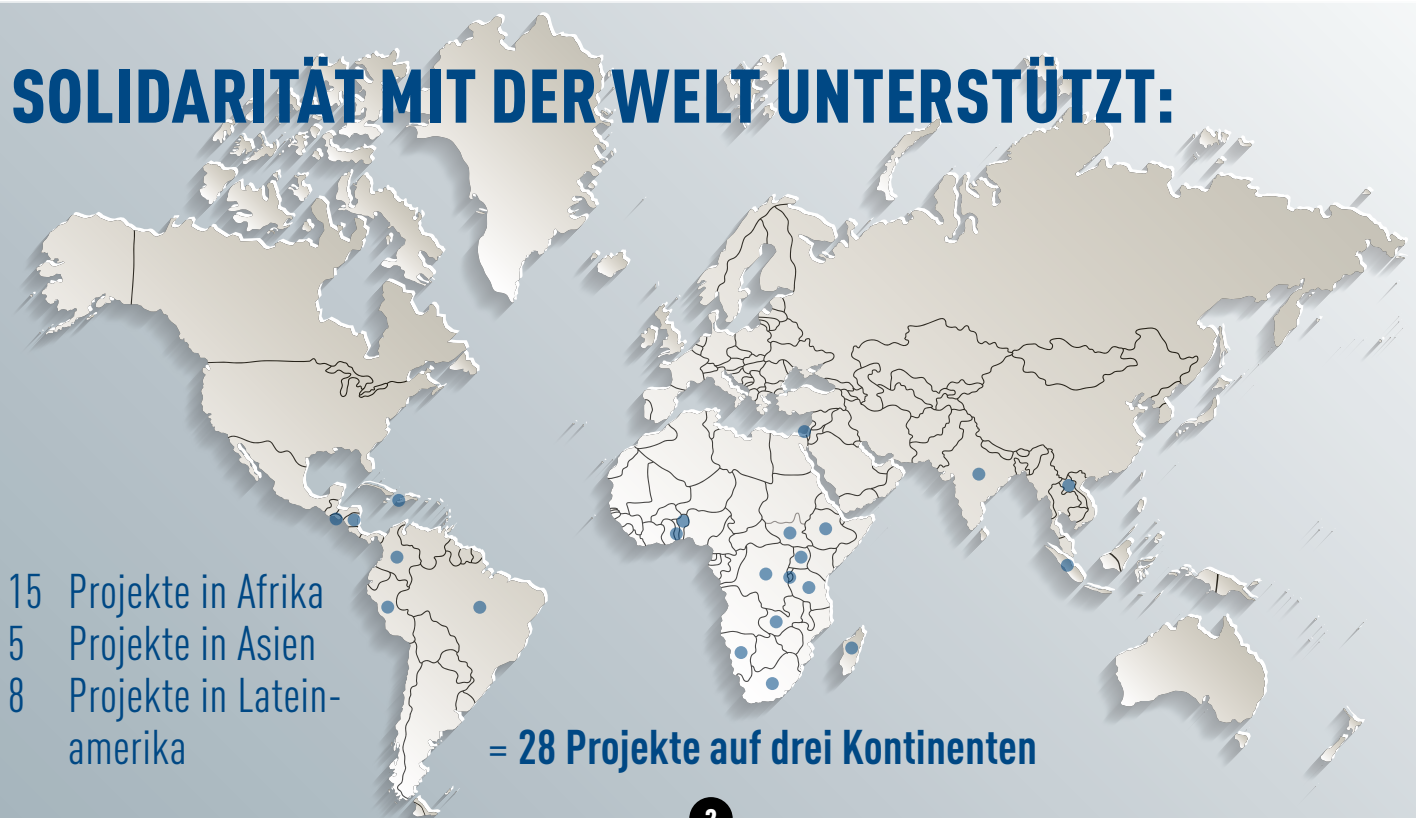 SOLIDARITÄT MIT DER WELT UNTERSTÜTZT:
15 Projekte in Afrika
5 Projekte in Asien
8 Projekte in Latein-
amerika
= 28 Projekte auf drei Kontinenten